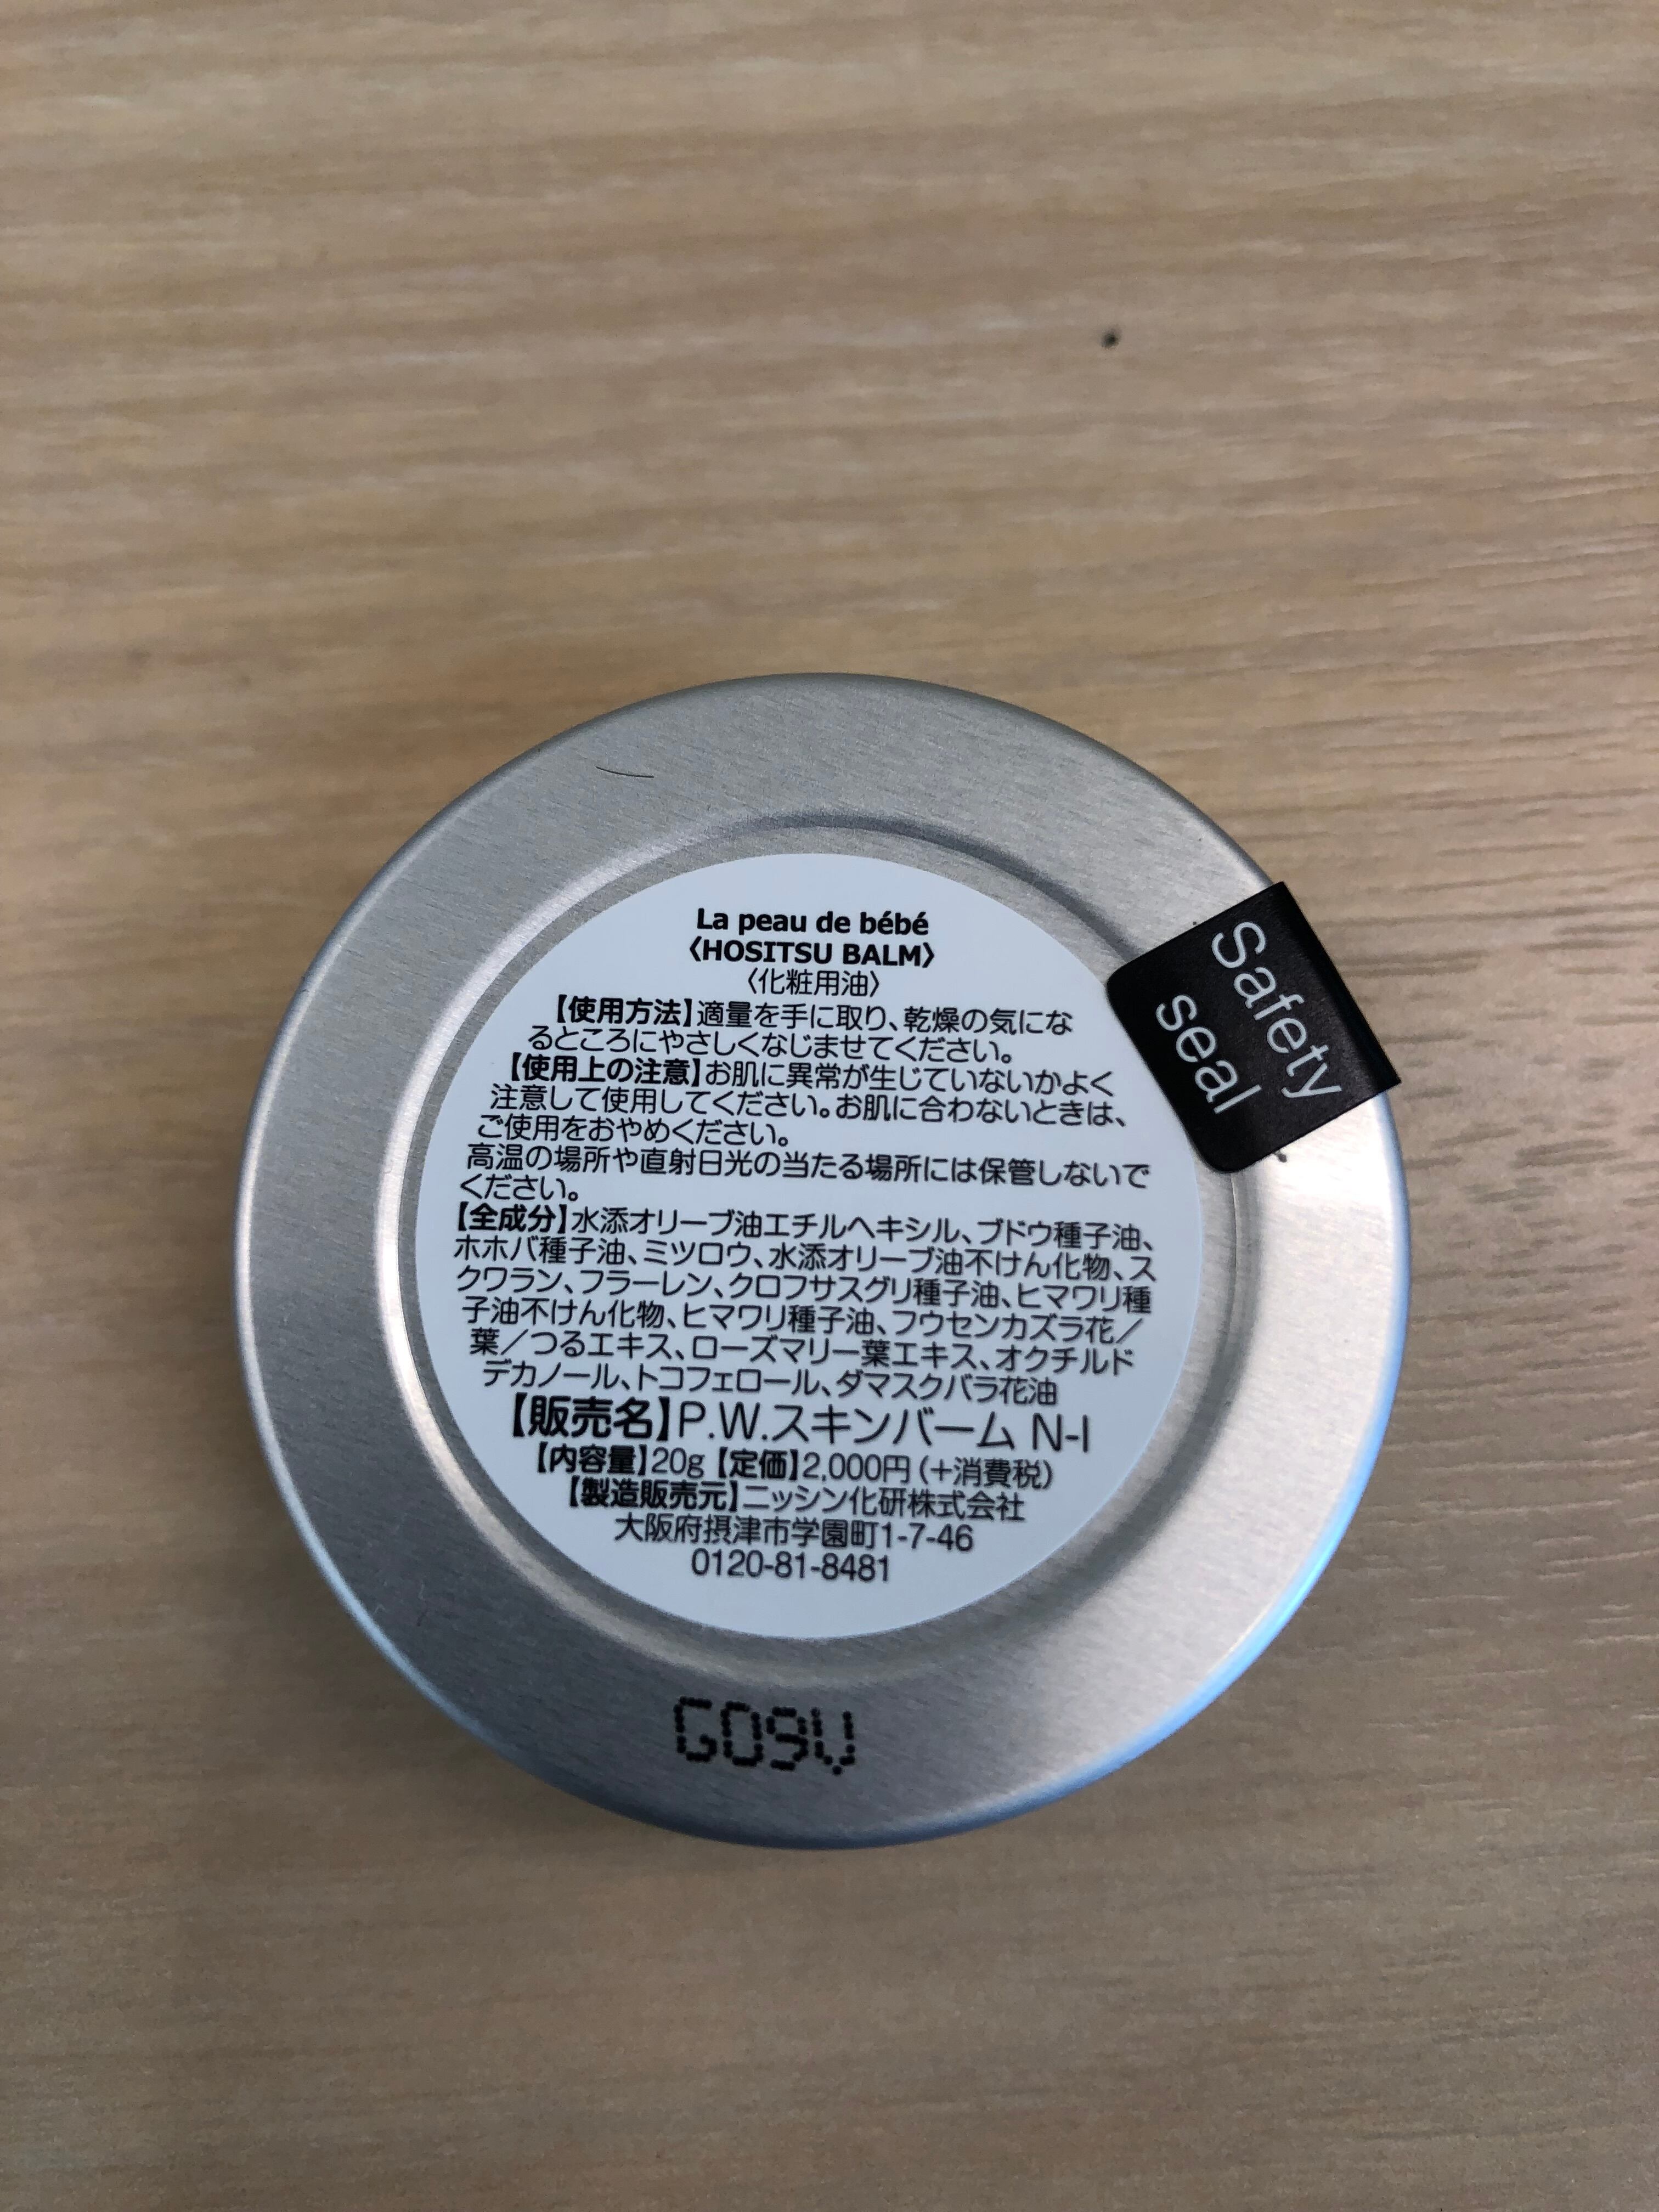 La peau de bébé
〈HOSITSU BALM〉
〈化粧用油〉
【使用方法】適量を手に取り、乾燥の気にな
るところにやさしくなじませてください。
【使用上の注意】お肌に異常が生じていないかよく
注意して使用してください。お肌に合わないときは、
ご使用をおやめください。
高温の場所や直射日光の当たる場所には保管しないで
ください。
【全成分】水添オリーブ油エチルヘキシル、ブドウ種子油、
ホホバ種子油、ミツロウ、水添オリーブ油不けん化物、ス
クワラン、フラーレン、クロフサスグリ種子油、ヒマワリ種
子油不けん化物、ヒマワリ種子油、フウセンカズラ花／
葉／つるエキス、ローズマリー葉エキス、オクチルド
デカノール、トコフェロール、ダマスクバラ花油
【販売名】P.W.スキンバーム N-I
【内容量】20g【定価】2,000円(+消費税)
【製造販売元】ニッシン化研株式会社
大阪府摂津市学園町1-7-46
0120-81-8481
Safety
seal
G09V